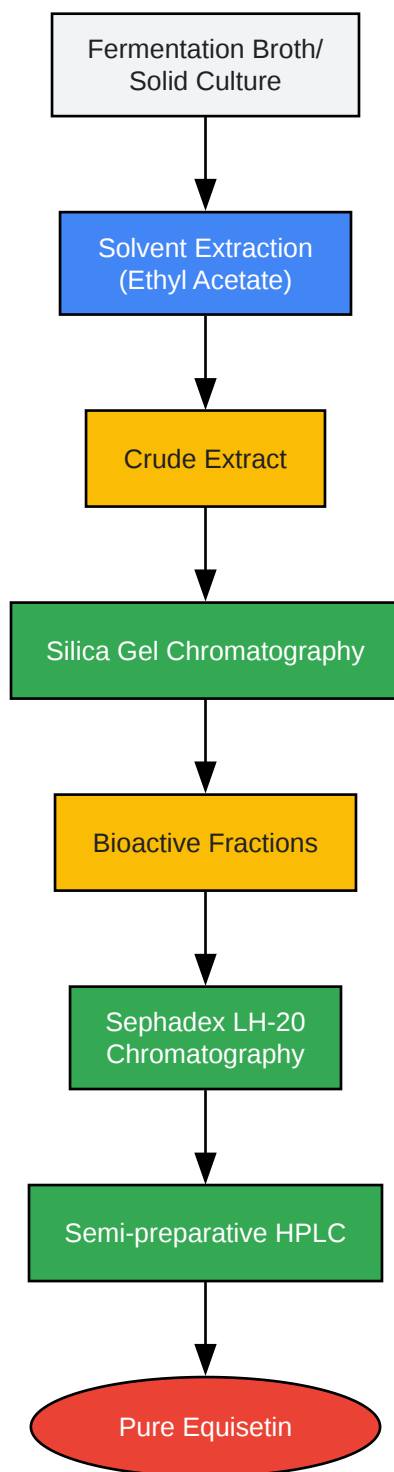 Fermentation Broth/
Solid Culture
Solvent Extraction
(Ethyl Acetate)
Crude Extract
Silica Gel Chromatography
Bioactive Fractions
Sephadex LH-20
Chromatography
Semi-preparative HPLC
Pure Equisetin